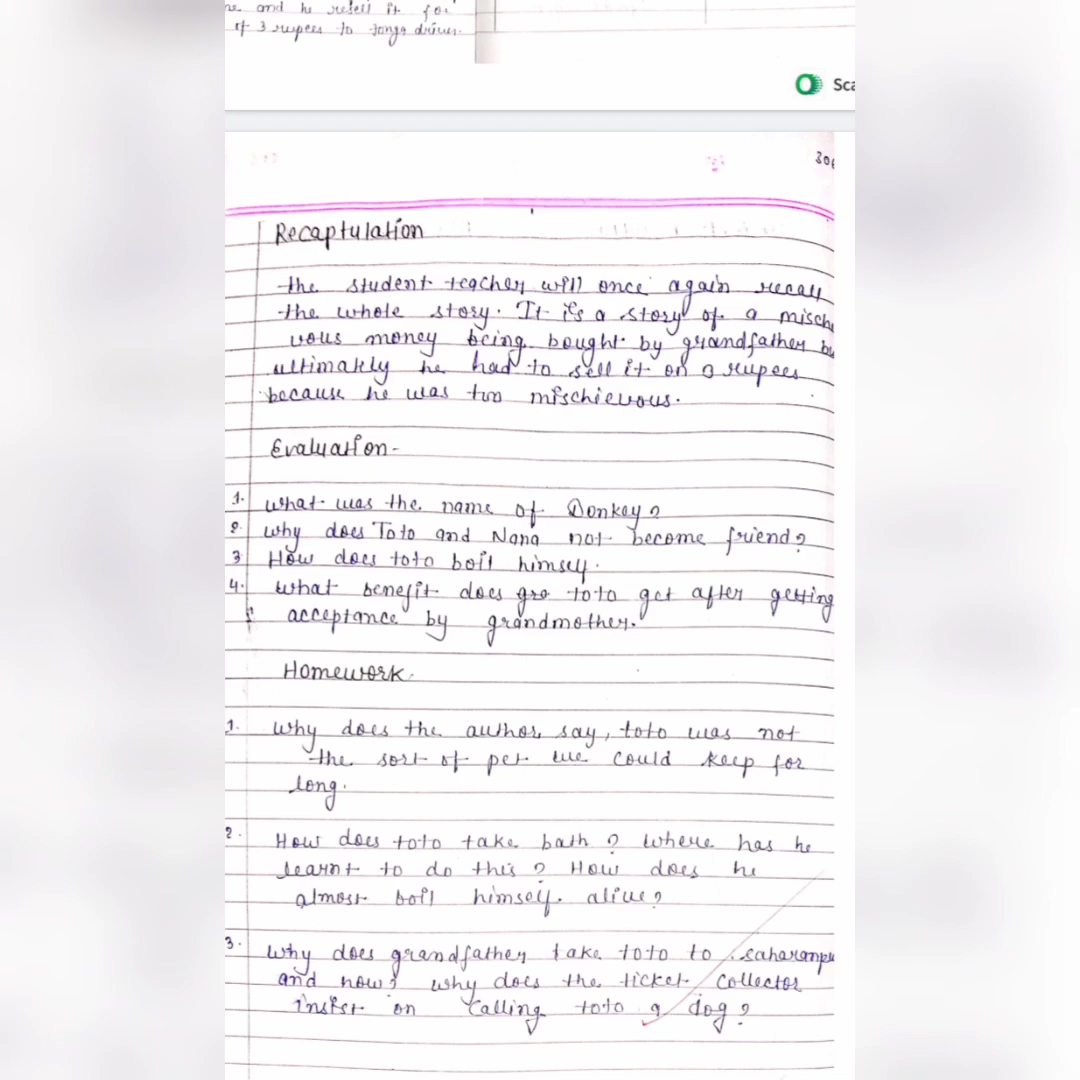 and he resell it for
of 3 rupees to tonga driver.
Sca
306
Recaptulation
the student teacher will once again recall
the whole story. It is a story of a misch
vous money being bought by grandfather bu
ultimately he had to sell it on 3 rupees
because he was too mischievous.
Evaluation-
1. what was the name of Donkey?
2. why does Toto and Nana not become friend?
3 How does toto boil himself.
4. what benefit does gra toto get after getting
acceptance by grandmother.
Homework.
1. why does the author say, toto was not
the sort of pet we could keep for
long.
2. How does toto take bath? Where has he
learnt to do this? How does he
almost boil himself. alive?
3. why does grandfather take toto to saharanpu
and how? why does the ticket collector
insist on calling toto a dog?